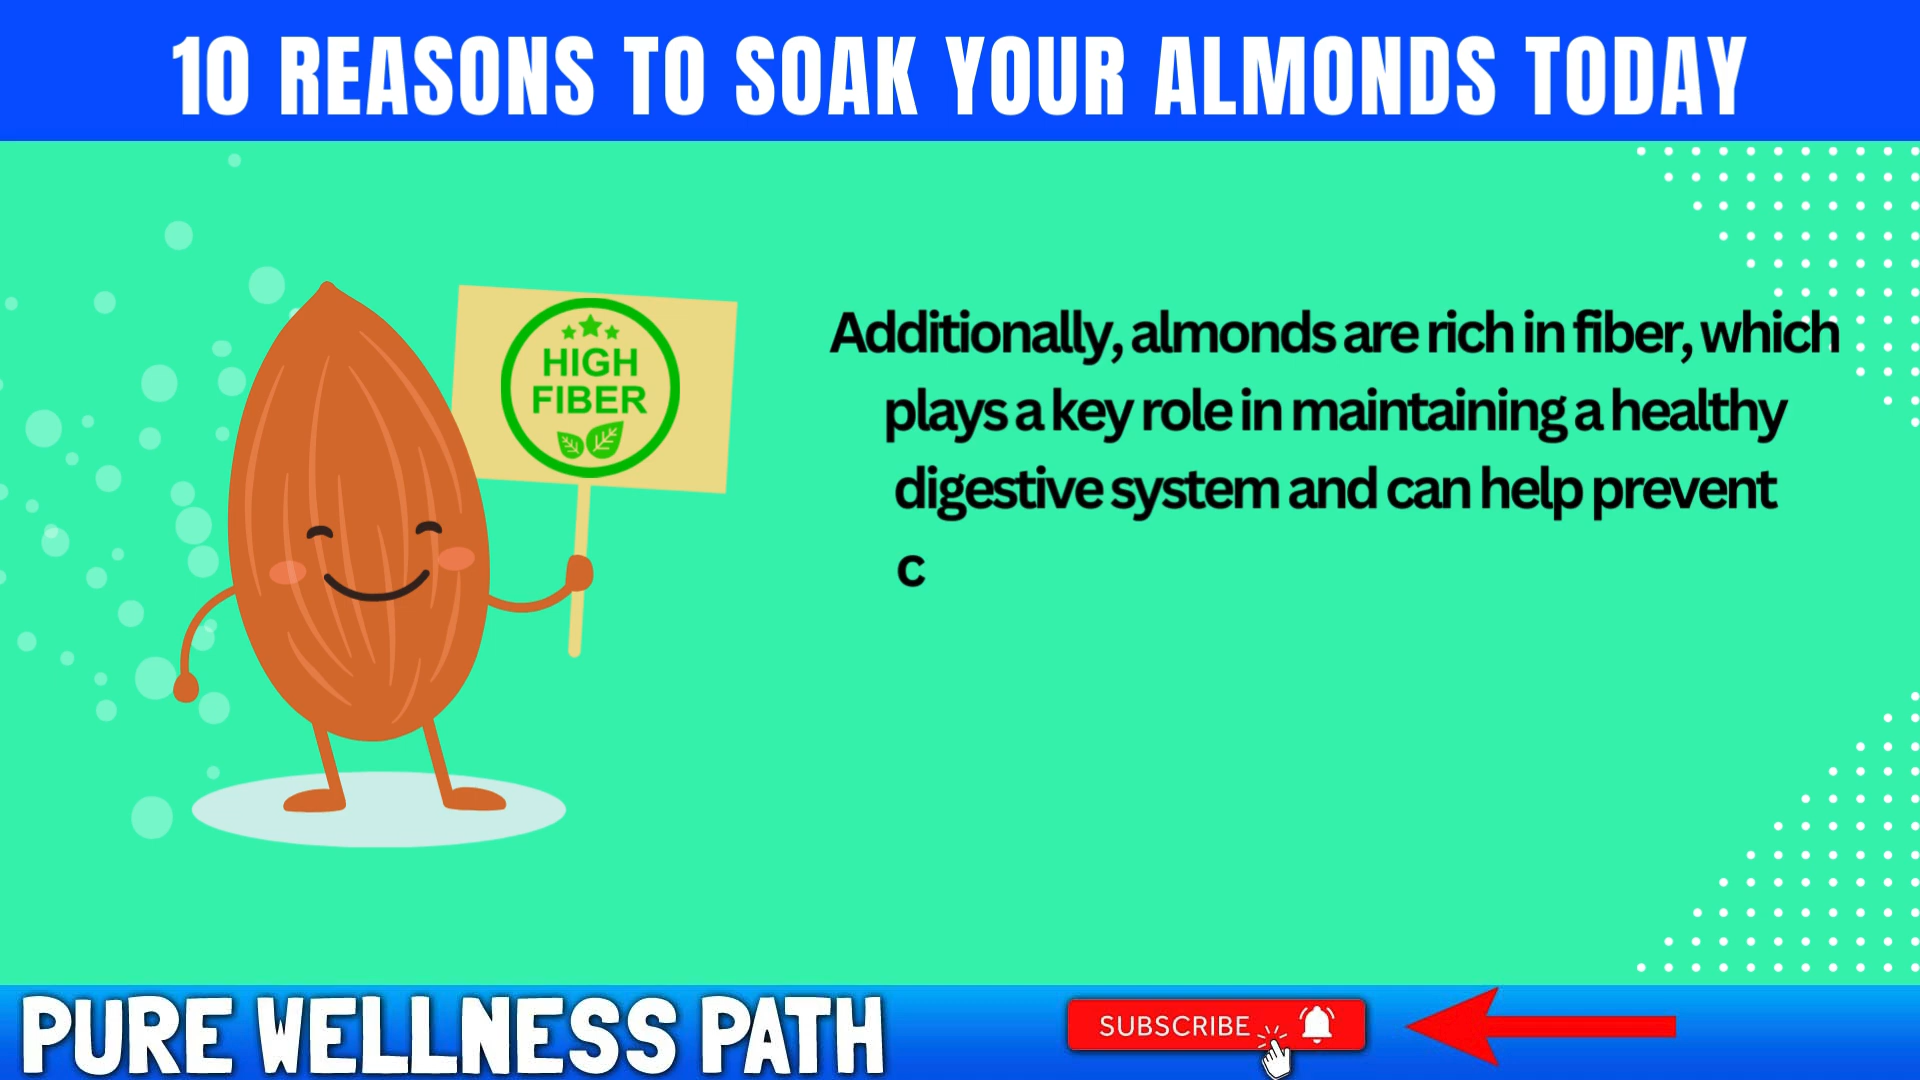 10 REASONS TO SOAK YOUR ALMONDS TODAY
HIGH
FIBER
Additionally, almonds are rich in fiber, which
plays a key role in maintaining a healthy
digestive system and can help prevent
c
PURE WELLNESS PATH
SUBSCRIBE